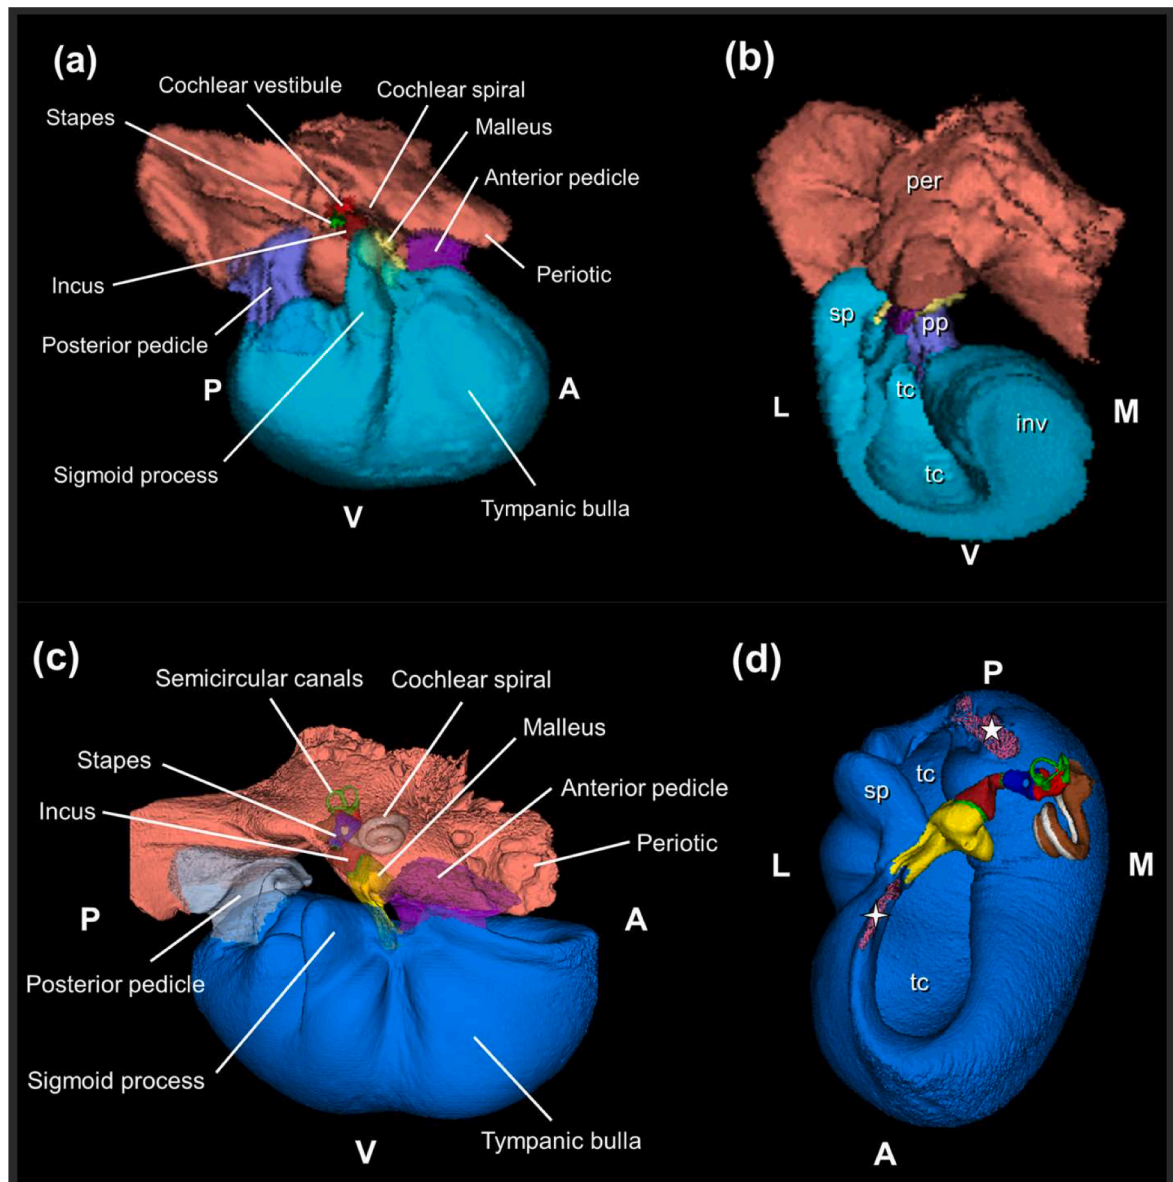 (a)
Cochlear vestibule
Cochlear spiral
Stapes
Malleus
Anterior pedicle
Incus
Periotic
Posterior pedicle
P
A
Sigmoid process
Tympanic bulla
V
(b)
per
sp
pp
tc
L
M
inv
tc
V
(c)
Semicircular canals
Cochlear spiral
Stapes
Malleus
Incus
Anterior pedicle
Periotic
P
A
Posterior pedicle
Sigmoid process
Tympanic bulla
V
(d)
P
tc
sp
L
M
tc
A